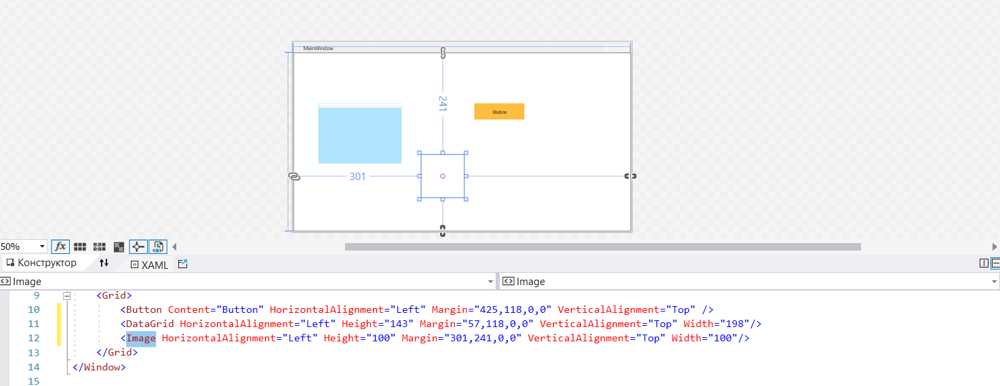 MainWindow
241
Button
301
50%
fx
Конструктор
XAML
Image
Image
9 <Grid>
10 <Button Content="Button" HorizontalAlignment="Left" Margin="425,118,0,0" VerticalAlignment="Top" />
11 <DataGrid HorizontalAlignment="Left" Height="143" Margin="57,118,0,0" VerticalAlignment="Top" Width="198"/>
12 <Image HorizontalAlignment="Left" Height="100" Margin="301,241,0,0" VerticalAlignment="Top" Width="100"/>
13 </Grid>
14 </Window>
15